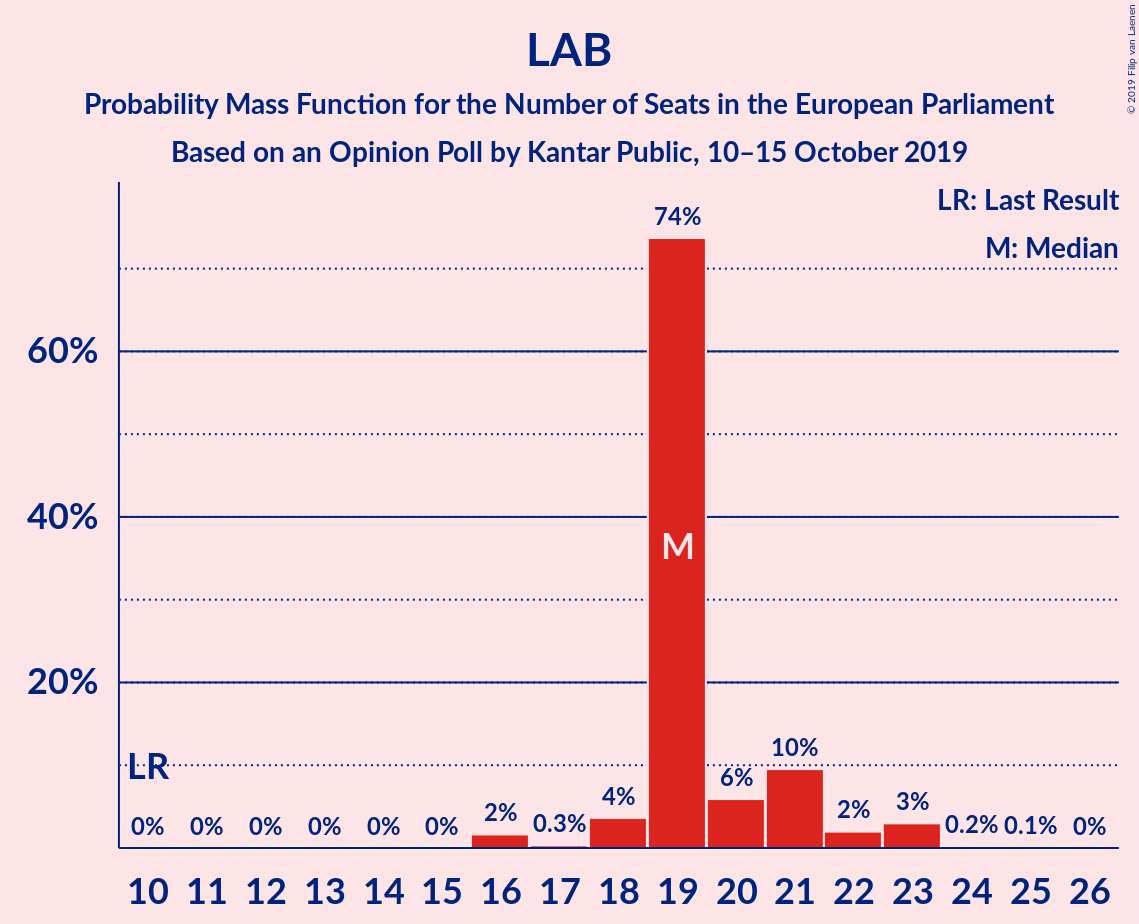 LAB
Probability Mass Function for the Number of Seats in the European Parliament
Based on an Opinion Poll by Kantar Public, 10–15 October 2019
© 2019 Filip van Laenen
LR: Last Result
M: Median
60%
40%
20%
LR
M
0% 0% 0% 0% 0% 0% 2% 0.3% 4% 74% 6% 10% 2% 3% 0.2% 0.1% 0%
10 11 12 13 14 15 16 17 18 19 20 21 22 23 24 25 26